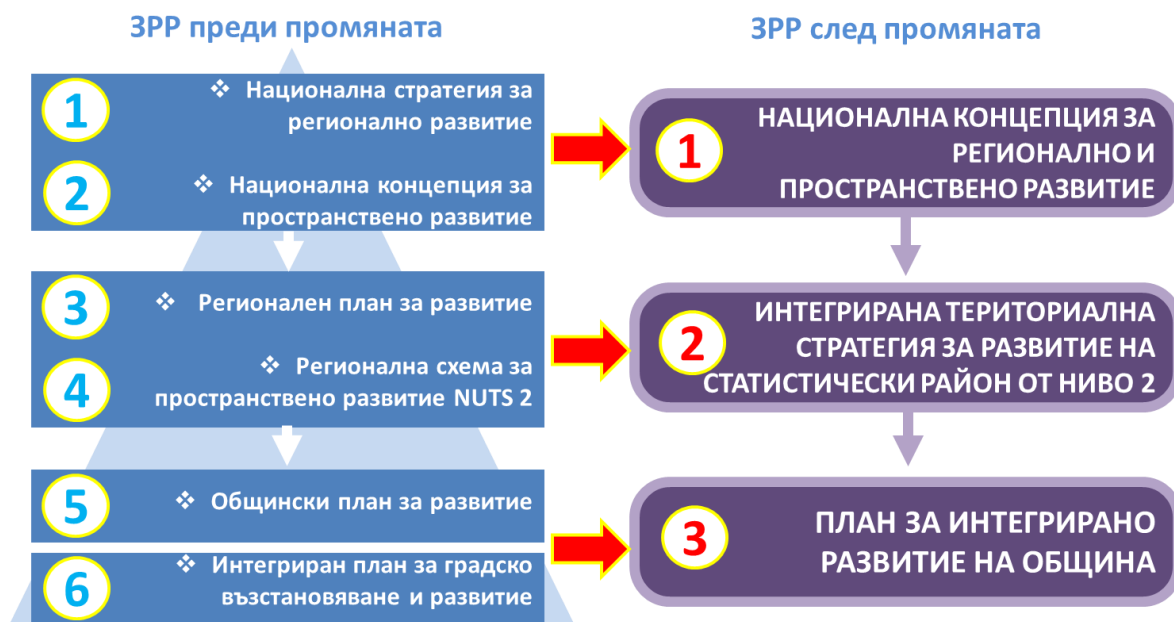 ЗРР преди промяната
1
❖ Национална стратегия за
регионално развитие
2
❖ Национална концепция за
пространствено развитие
3
❖ Регионален план за развитие
4
❖ Регионална схема за
пространствено развитие NUTS 2
5
❖ Общински план за развитие
6
❖ Интегриран план за градско
възстановяване и развитие
ЗРР след промяната
1
НАЦИОНАЛНА КОНЦЕПЦИЯ ЗА
РЕГИОНАЛНО И
ПРОСТРАНСТВЕНО РАЗВИТИЕ
2
ИНТЕГРИРАНА ТЕРИТОРИАЛНА
СТРАТЕГИЯ ЗА РАЗВИТИЕ НА
СТАТИСТИЧЕСКИ РАЙОН ОТ НИВО 2
3
ПЛАН ЗА ИНТЕГРИРАНО
РАЗВИТИЕ НА ОБЩИНА